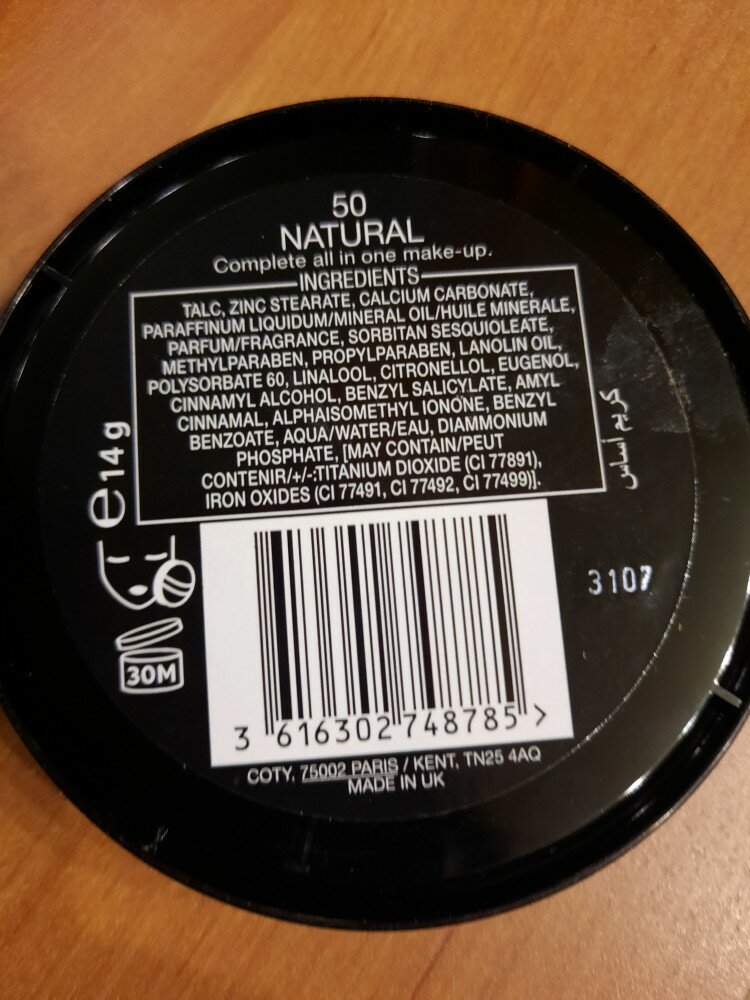 50
NATURAL
Complete all in one make-up.
INGREDIENTS
TALC, ZINC STEARATE, CALCIUM CARBONATE,
PARAFFINUM LIQUIDUM/MINERAL OIL/HUILE MINERALE,
PARFUM/FRAGRANCE, SORBITAN SESQUIOLEATE,
METHYLPARABEN, PROPYLPARABEN, LANOLIN OIL,
POLYSORBATE 60, LINALOOL, CITRONELLOL, EUGENOL,
CINNAMYL ALCOHOL, BENZYL SALICYLATE, AMYL
CINNAMAL, ALPHAISOMETHYL IONONE, BENZYL
BENZOATE, AQUA/WATER/EAU, DIAMMONIUM
PHOSPHATE, [MAY CONTAIN/PEUT
CONTENIR/+/-:TITANIUM DIOXIDE (CI 77891),
IRON OXIDES (CI 77491, CI 77492, CI 77499)].
e 14 g
كريم أساس
3107
30M
3 616302 748785 >
COTY, 75002 PARIS / KENT, TN25 4AQ
MADE IN UK